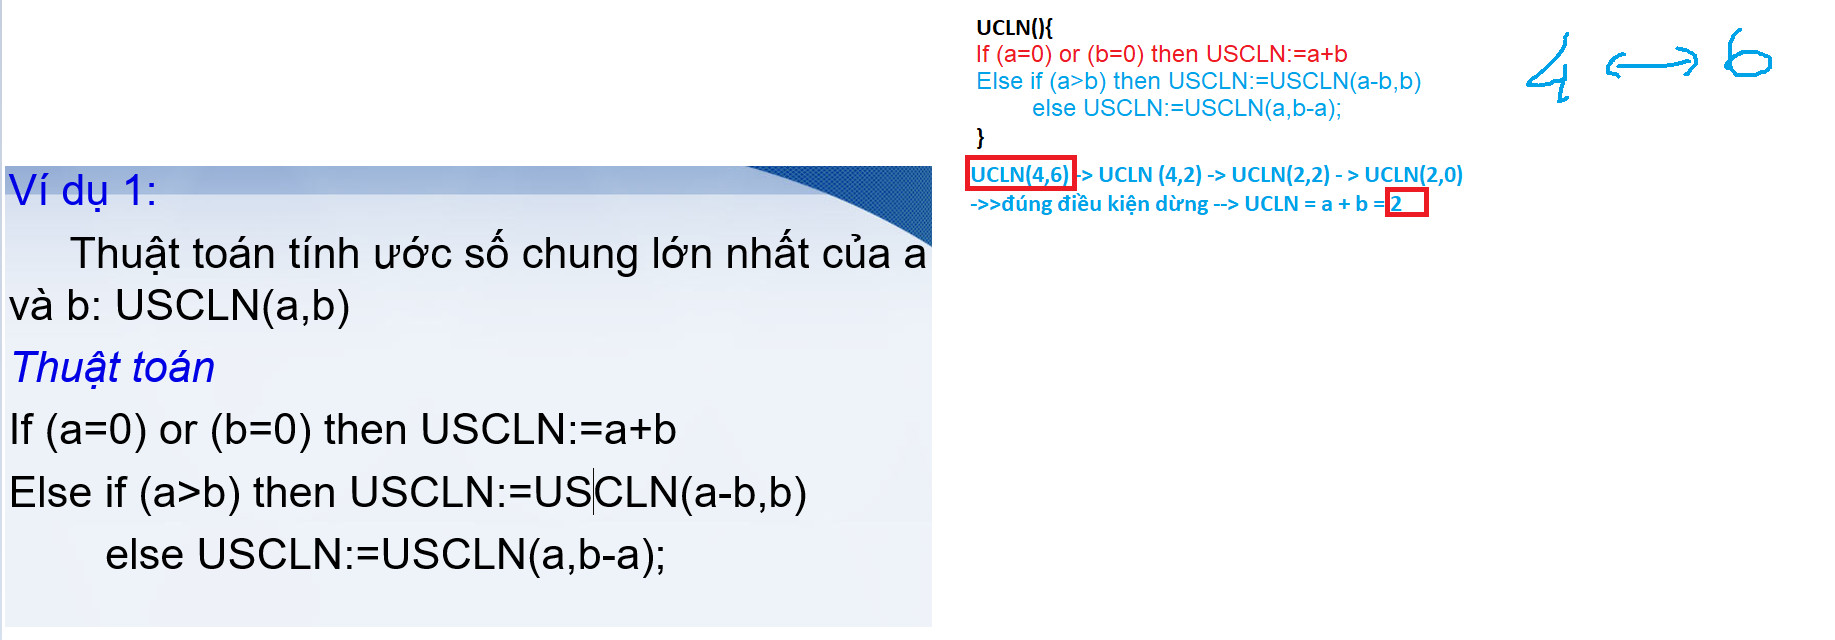 Ví dụ 1:
Thuật toán tính ước số chung lớn nhất của a
và b: USCLN(a,b)
Thuật toán
If (a=0) or (b=0) then USCLN:=a+b
Else if (a>b) then USCLN:=USCLN(a-b,b)
else USCLN:=USCLN(a,b-a);
UCLN(){
If (a=0) or (b=0) then USCLN:=a+b
Else if (a>b) then USCLN:=USCLN(a-b,b)
else USCLN:=USCLN(a,b-a);
}
UCLN(4,6) -> UCLN (4,2) -> UCLN(2,2) - > UCLN(2,0)
->>đúng điều kiện dừng --> UCLN = a + b = 2
4 ↔ 6